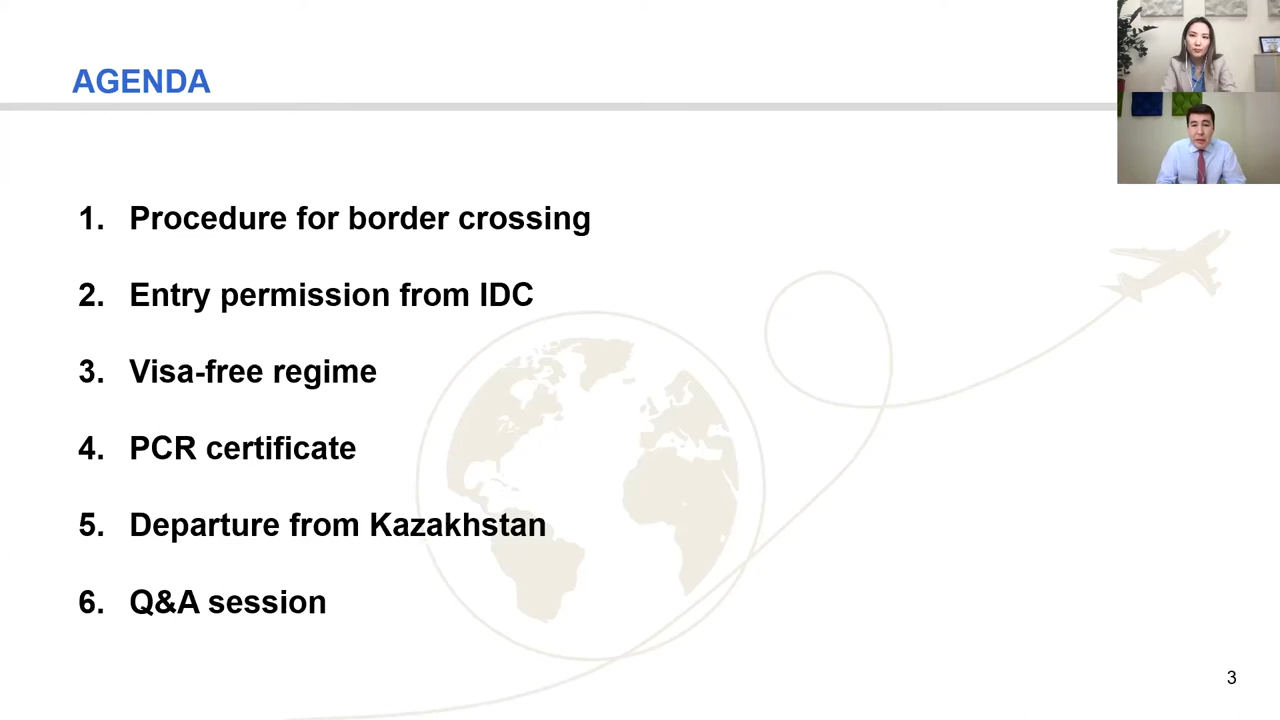 AGENDA
1. Procedure for border crossing
2. Entry permission from IDC
3. Visa-free regime
4. PCR certificate
5. Departure from Kazakhstan
6. Q&A session
3